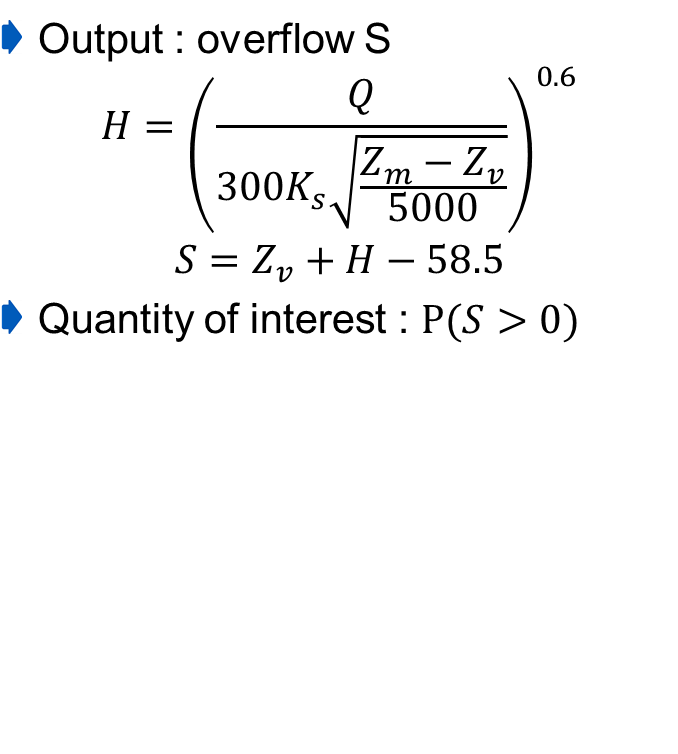 Output : overflow S
H = ( Q / 300K_s √( Z_m − Z_v / 5000 ) )^0.6
S = Z_v + H − 58.5
Quantity of interest : P(S > 0)